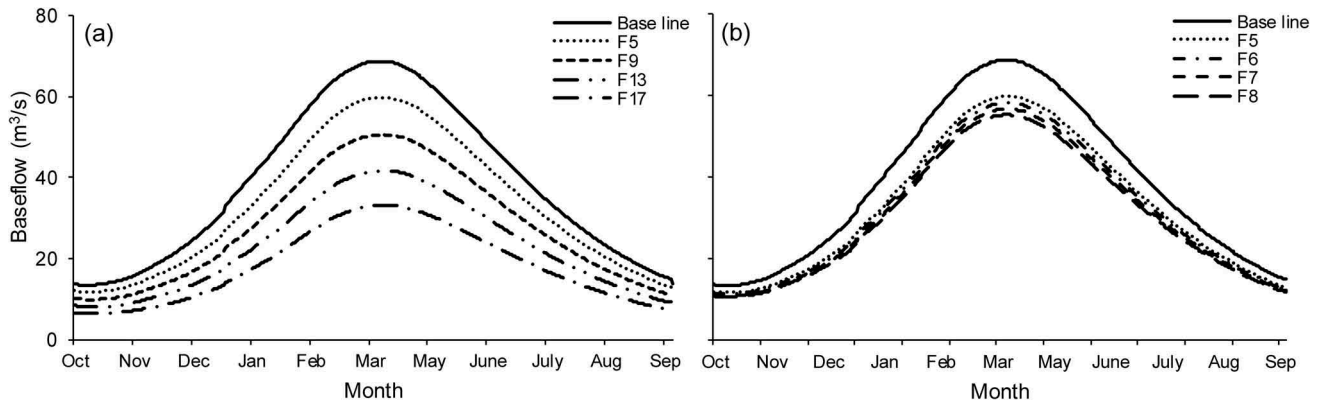 (a)
Base line
F5
F9
F13
F17
80
60
40
20
0
Baseflow (m³/s)
Oct Nov Dec Jan Feb Mar May June July Aug Sep
Month
(b)
Base line
F5
F6
F7
F8
Oct Nov Dec Jan Feb Mar May June July Aug Sep
Month